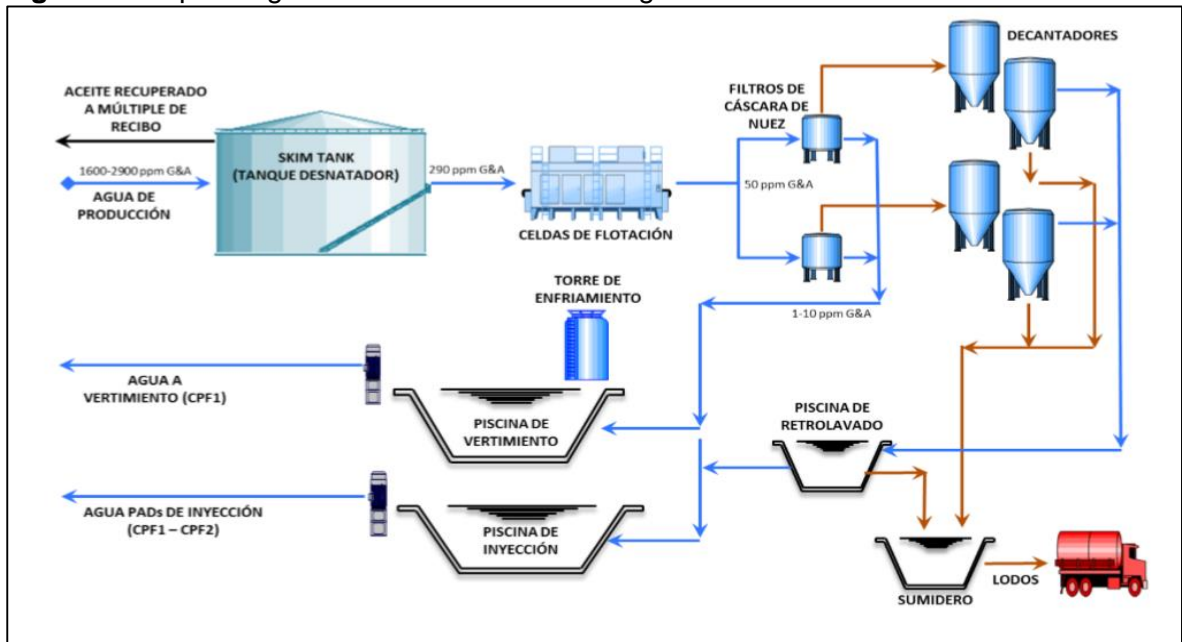 DECANTADORES
ACEITE RECUPERADO
A MÚLTIPLE DE
RECIBO
FILTROS DE
CÁSCARA DE
NUEZ
SKIM TANK
(TANQUE DESNATADOR)
1600-2900 ppm G&A
290 ppm G&A
50 ppm G&A
AGUA DE
PRODUCCIÓN
CELDAS DE FLOTACIÓN
TORRE DE
ENFRIAMIENTO
1-10 ppm G&A
AGUA A
VERTIMIENTO (CPF1)
PISCINA DE
VERTIMIENTO
PISCINA DE
RETROLAVADO
AGUA PADs DE INYECCIÓN
(CPF1 – CPF2)
PISCINA DE
INYECCIÓN
LODOS
SUMIDERO